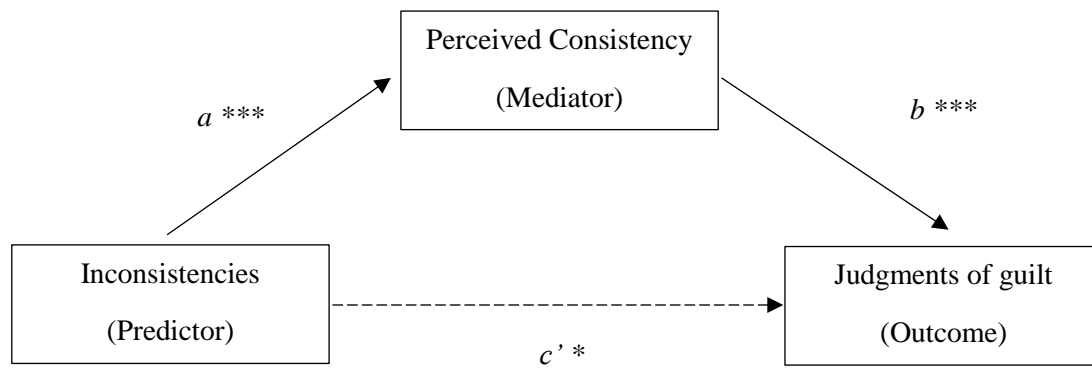 Perceived Consistency
(Mediator)
a ***
b ***
Inconsistencies
(Predictor)
Judgments of guilt
(Outcome)
c’ *